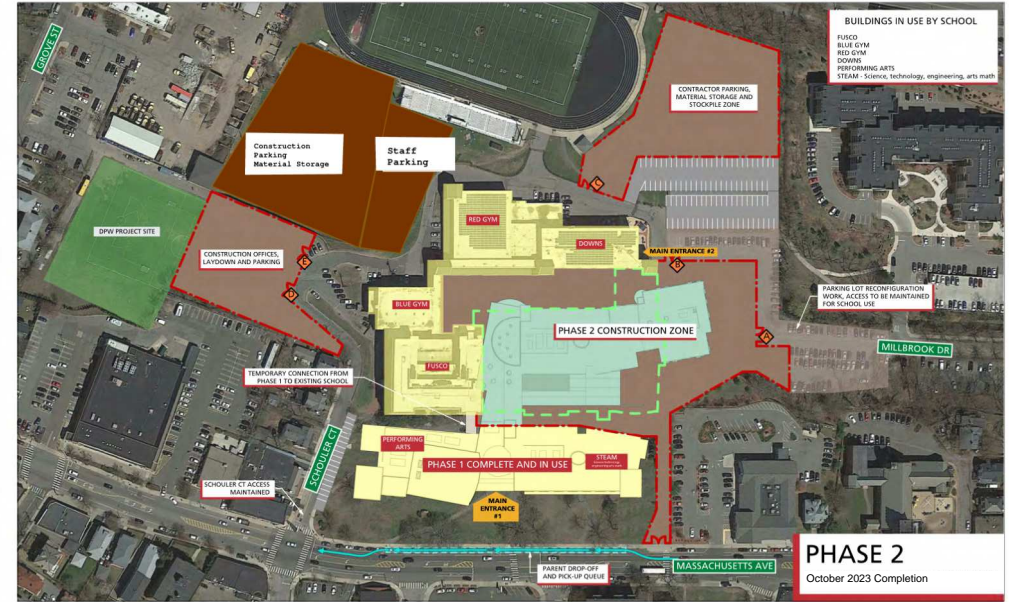 GROVE ST
BUILDINGS IN USE BY SCHOOL
FUSCO
BLUE GYM
RED GYM
DOWNS
PERFORMING ARTS
STEAM - Science, technology, engineering, arts math
CONTRACTOR PARKING,
MATERIAL STORAGE AND
STOCKPILE ZONE
Construction
Parking
Material Storage
Staff
Parking
C
RED GYM
DPW PROJECT SITE
DOWNS
MAIN ENTRANCE #2
CONSTRUCTION OFFICES,
LAYDOWN AND PARKING
E
B
D
PARKING LOT RECONFIGURATION
WORK, ACCESS TO BE MAINTAINED
FOR SCHOOL USE
BLUE GYM
PHASE 2 CONSTRUCTION ZONE
A
MILLBROOK DR
FUSCO
TEMPORARY CONNECTION FROM
PHASE 1 TO EXISTING SCHOOL
SCHOULER CT
PERFORMING
ARTS
PHASE 1 COMPLETE AND IN USE
STEAM
SCHOULER CT ACCESS
MAINTAINED
MAIN
ENTRANCE
#1
PARENT DROP-OFF
AND PICK-UP QUEUE
MASSACHUSETTS AVE
PHASE 2
October 2023 Completion